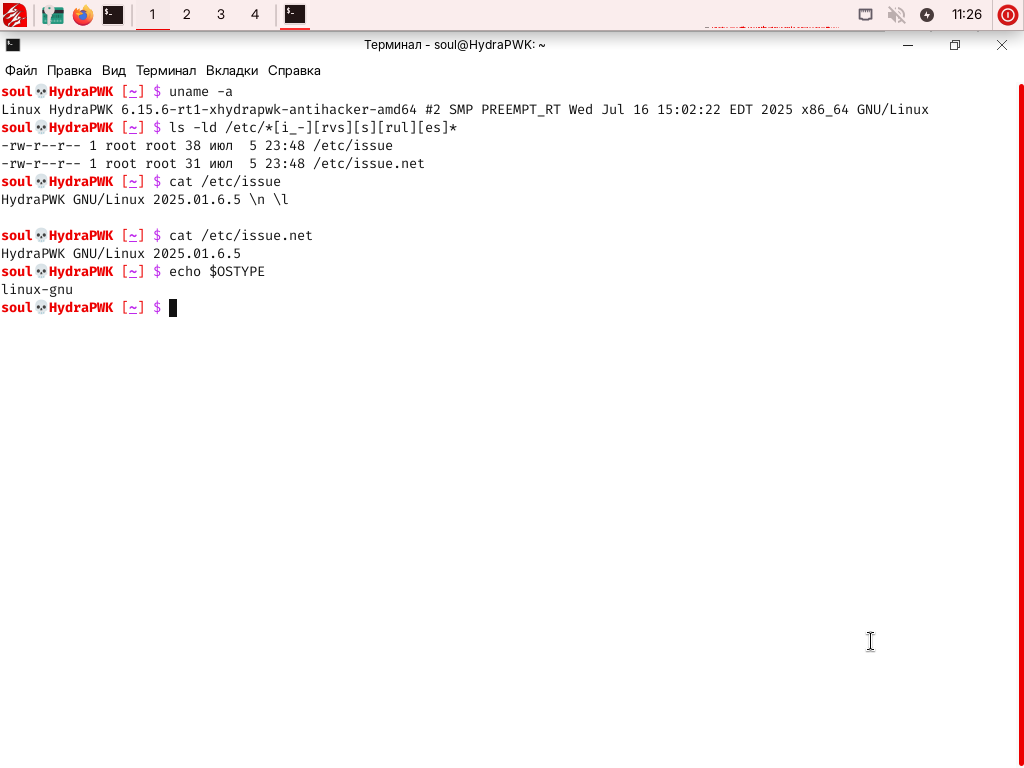 1 2 3 4 11:26
Терминал - soul@HydraPWK: ~
Файл Правка Вид Терминал Вкладки Справка
soul💀HydraPWK [~] $ uname -a
Linux HydraPWK 6.15.6-rt1-xhydrapwk-antihacker-amd64 #2 SMP PREEMPT_RT Wed Jul 16 15:02:22 EDT 2025 x86_64 GNU/Linux
soul💀HydraPWK [~] $ ls -ld /etc/*[i_-][rvs][s][rul][es]*
-rw-r--r-- 1 root root 38 июл  5 23:48 /etc/issue
-rw-r--r-- 1 root root 31 июл  5 23:48 /etc/issue.net
soul💀HydraPWK [~] $ cat /etc/issue
HydraPWK GNU/Linux 2025.01.6.5 \n \l
soul💀HydraPWK [~] $ cat /etc/issue.net
HydraPWK GNU/Linux 2025.01.6.5
soul💀HydraPWK [~] $ echo $OSTYPE
linux-gnu
soul💀HydraPWK [~] $